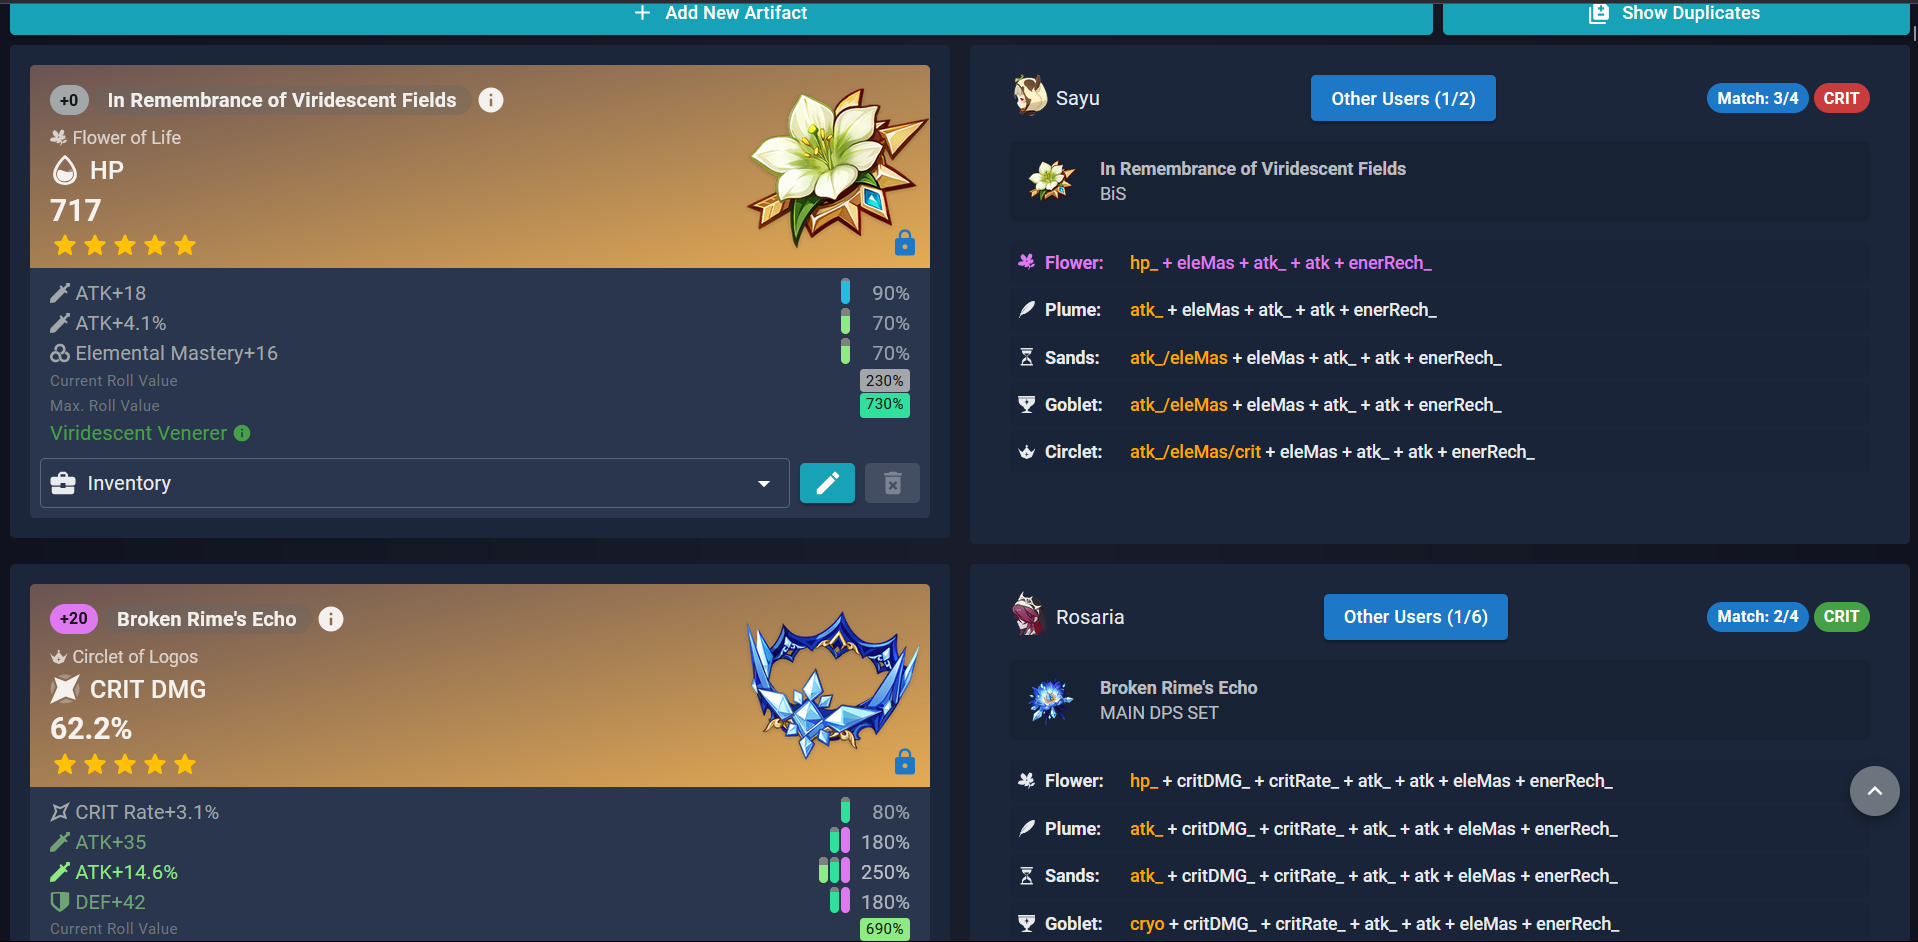 Add New Artifact
Show Duplicates
+0 In Remembrance of Viridescent Fields
Flower of Life
HP
717
ATK+18 90%
ATK+4.1% 70%
Elemental Mastery+16 70%
Current Roll Value 230%
Max. Roll Value 730%
Viridescent Venerer
Inventory
Sayu
Other Users (1/2)
Match: 3/4 CRIT
In Remembrance of Viridescent Fields
BiS
Flower: hp_ + eleMas + atk_ + atk + enerRech_
Plume: atk_ + eleMas + atk_ + atk + enerRech_
Sands: atk_/eleMas + eleMas + atk_ + atk + enerRech_
Goblet: atk_/eleMas + eleMas + atk_ + atk + enerRech_
Circlet: atk_/eleMas/crit + eleMas + atk_ + atk + enerRech_
+20 Broken Rime's Echo
Circlet of Logos
CRIT DMG
62.2%
CRIT Rate+3.1% 80%
ATK+35 180%
ATK+14.6% 250%
DEF+42 180%
Current Roll Value 690%
Rosaria
Other Users (1/6)
Match: 2/4 CRIT
Broken Rime's Echo
MAIN DPS SET
Flower: hp_ + critDMG_ + critRate_ + atk_ + atk + eleMas + enerRech_
Plume: atk_ + critDMG_ + critRate_ + atk_ + atk + eleMas + enerRech_
Sands: atk_ + critDMG_ + critRate_ + atk_ + atk + eleMas + enerRech_
Goblet: cryo + critDMG_ + critRate_ + atk_ + atk + eleMas + enerRech_